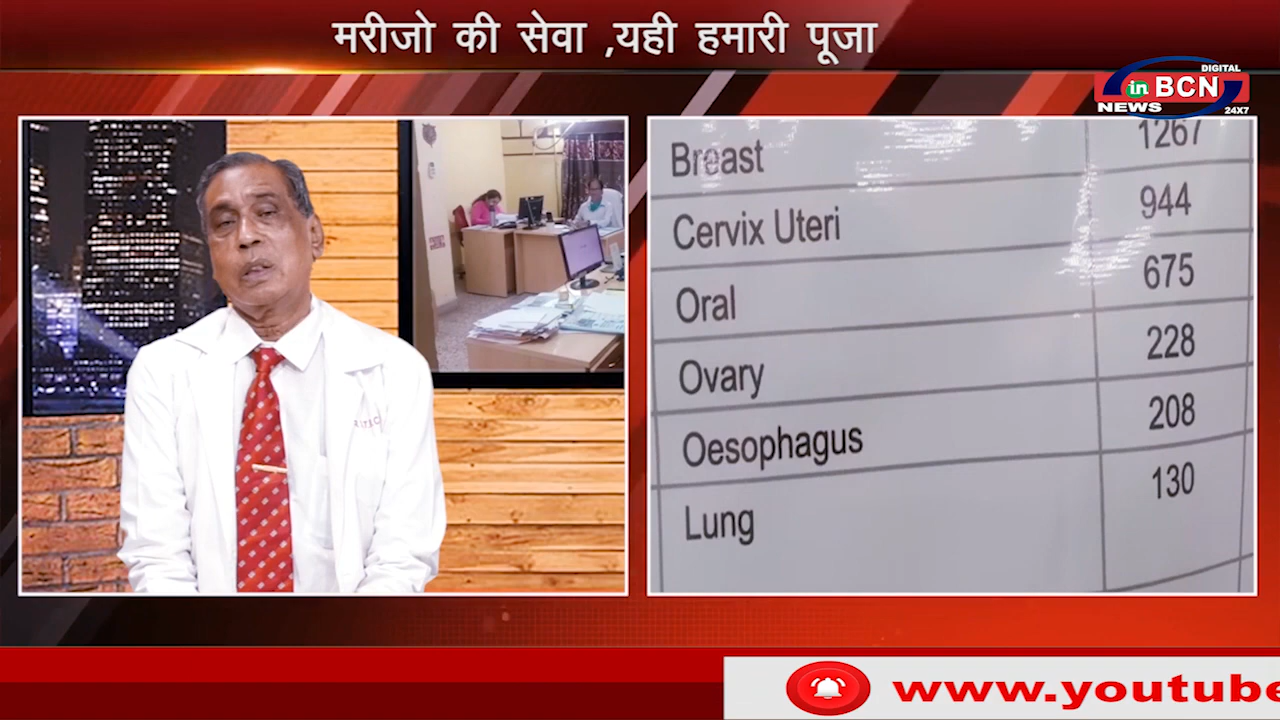 मरीजो की सेवा ,यही हमारी पूजा
DIGITAL
in BCN
NEWS
24X7
Breast 1267
Cervix Uteri 944
Oral 675
Ovary 228
Oesophagus 208
Lung 130
www.youtube